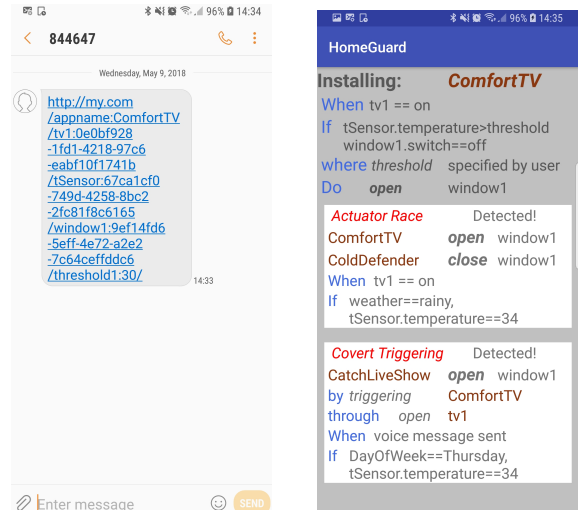 96% 14:34
844647
Wednesday, May 9, 2018
http://my.com
/appname:ComfortTV
/tv1:0e0bf928
-1fd1-4218-97c6
-eabf10f1741b
/tSensor:67ca1cf0
-749d-4258-8bc2
-2fc81f8c6165
/window1:9ef14fd6
-5eff-4e72-a2e2
-7c64ceffddc6
/threshold1:30/
14:33
Enter message
SEND
96% 14:35
HomeGuard
Installing: ComfortTV
When tv1 == on
If tSensor.temperature>threshold
window1.switch==off
where threshold specified by user
Do open window1
Actuator Race Detected!
ComfortTV open window1
ColdDefender close window1
When tv1 == on
If weather==rainy,
tSensor.temperature==34
Covert Triggering Detected!
CatchLiveShow open window1
by triggering ComfortTV
through open tv1
When voice message sent
If DayOfWeek==Thursday,
tSensor.temperature==34